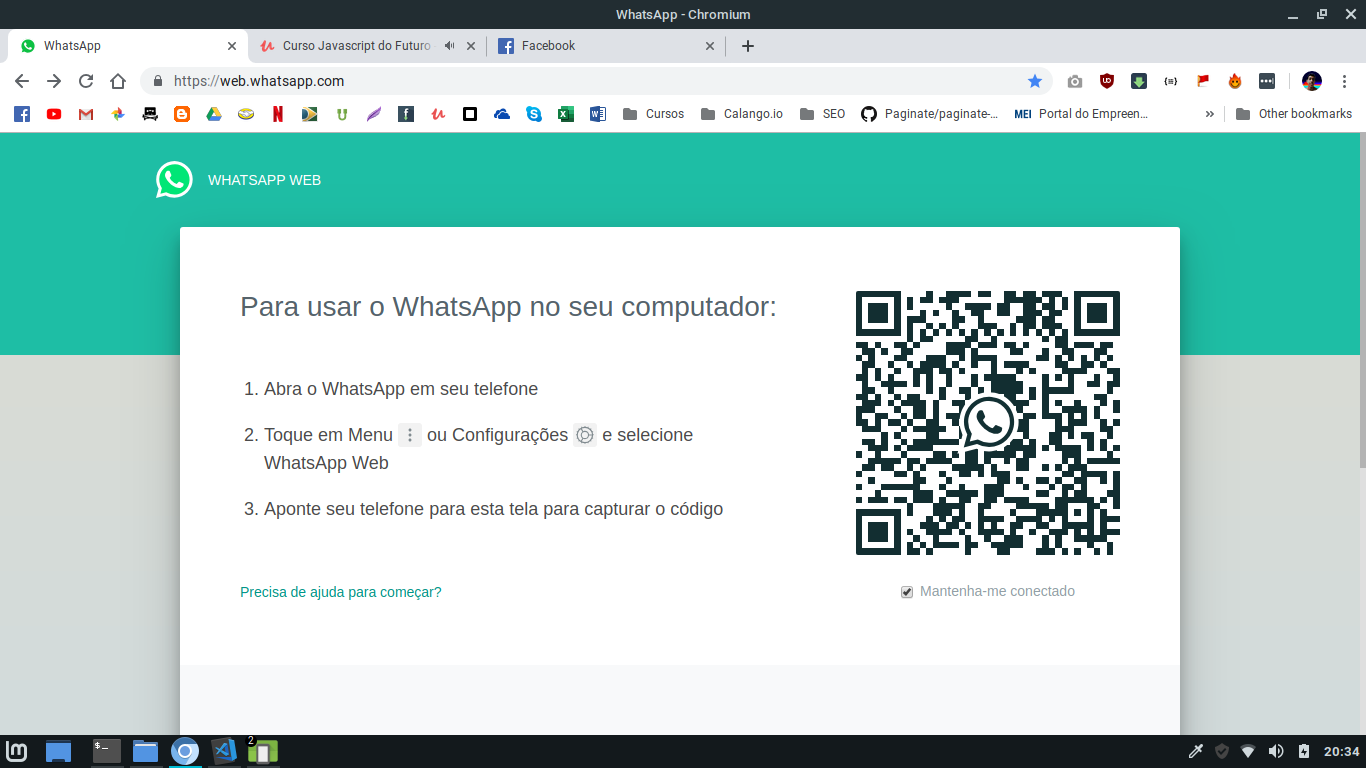 WhatsApp - Chromium
WhatsApp
Curso Javascript do Futuro
Facebook
https://web.whatsapp.com
Cursos
Calango.io
SEO
Paginate/paginate-...
MEI
Portal do Empreen...
»
Other bookmarks
WHATSAPP WEB
Para usar o WhatsApp no seu computador:
1. Abra o WhatsApp em seu telefone
2. Toque em Menu ou Configurações e selecione
WhatsApp Web
3. Aponte seu telefone para esta tela para capturar o código
Precisa de ajuda para começar?
Mantenha-me conectado
2
20:34